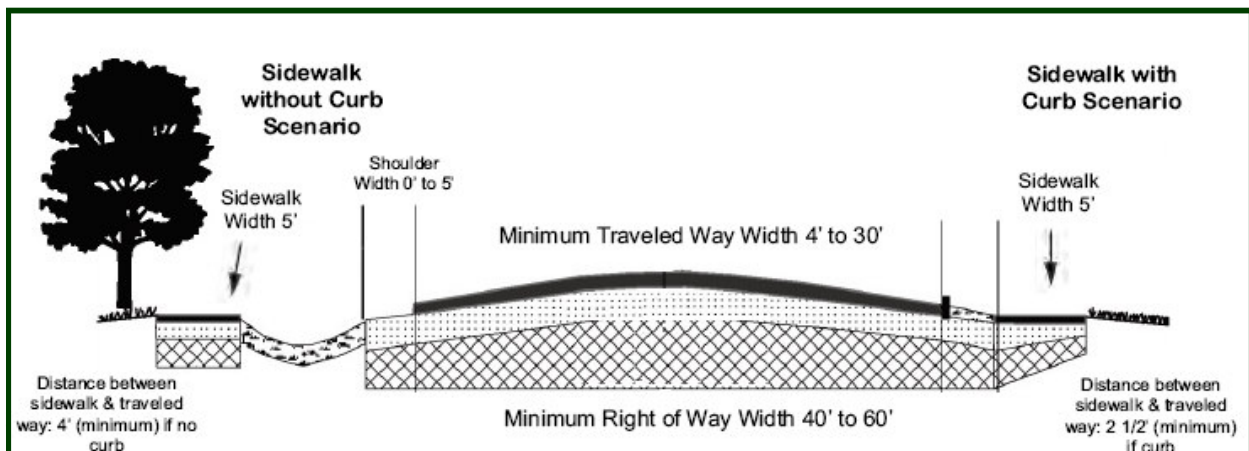 Sidewalk
without Curb
Scenario
Sidewalk with
Curb Scenario
Shoulder
Width 0' to 5'
Sidewalk
Width 5'
Sidewalk
Width 5'
Minimum Traveled Way Width 4' to 30'
Distance between
sidewalk & traveled
way: 4' (minimum) if no
curb
Minimum Right of Way Width 40' to 60'
Distance between
sidewalk & traveled
way: 2 1/2' (minimum)
if curb